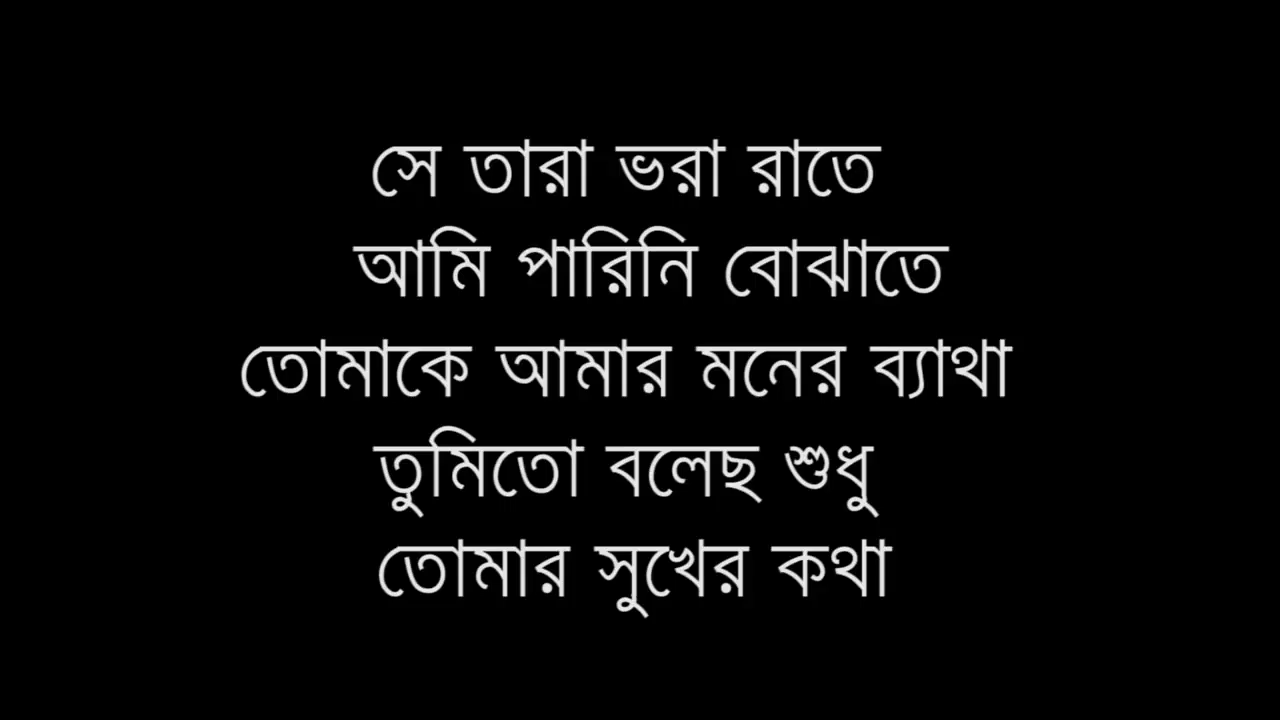 সে তারা ভরা রাতে
আমি পারিনি বোঝাতে
তোমাকে আমার মনের ব্যাথা
তুমিতো বলেছ শুধু
তোমার সুখের কথা